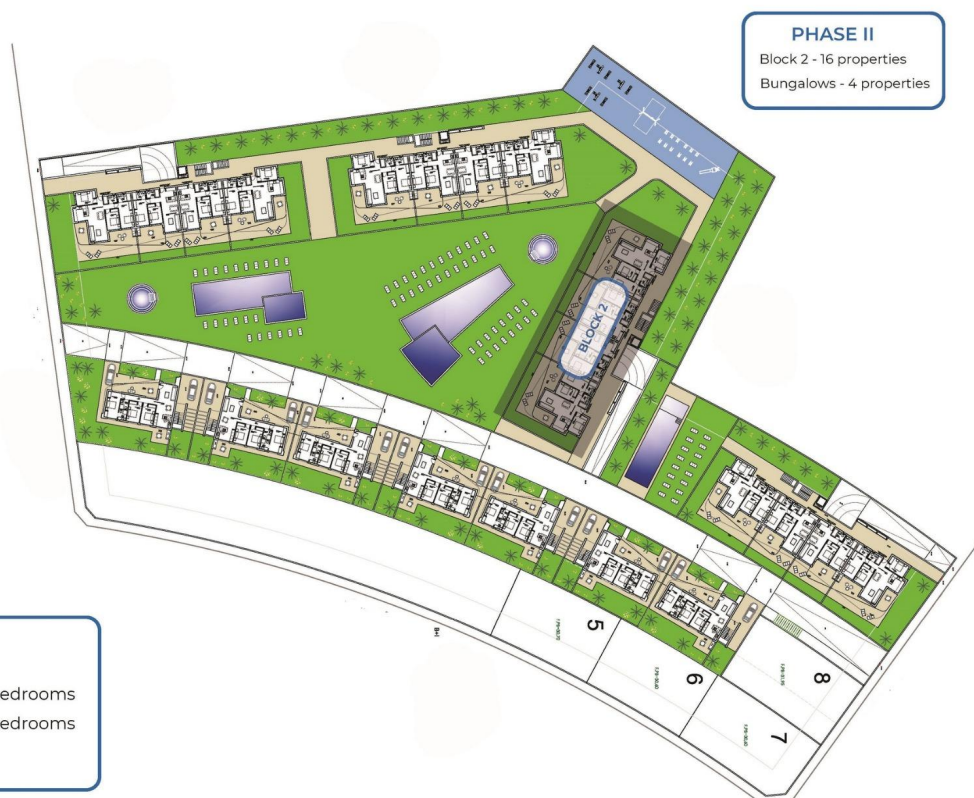 PHASE II
Block 2 - 16 properties
Bungalows - 4 properties
BLOCK 2
5
6
8
7
edrooms
edrooms